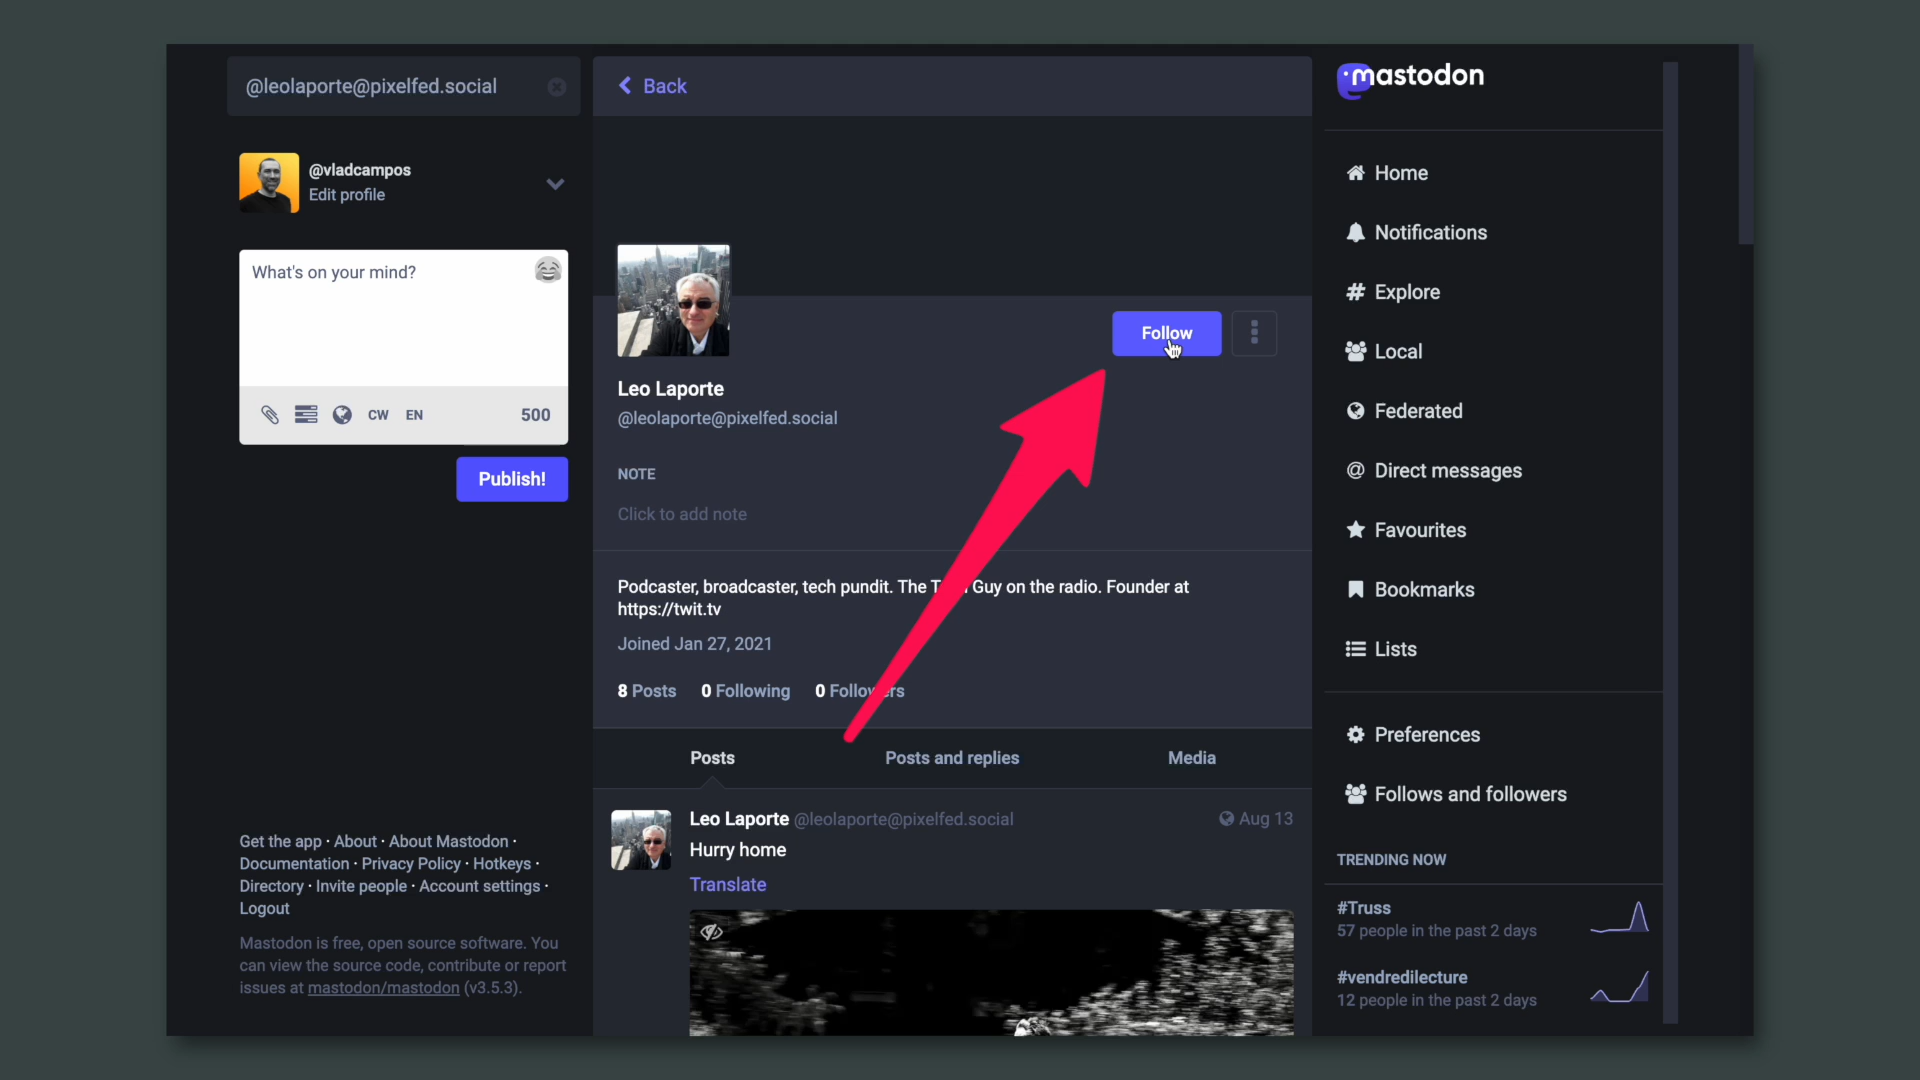 @leolaporte@pixelfed.social
@vladcampos
Edit profile
What's on your mind?
CW EN 500
Publish!
Get the app · About · About Mastodon ·
Documentation · Privacy Policy · Hotkeys ·
Directory · Invite people · Account settings ·
Logout
Mastodon is free, open source software. You
can view the source code, contribute or report
issues at mastodon/mastodon (v3.5.3).
Back
Follow
Leo Laporte
@leolaporte@pixelfed.social
NOTE
Click to add note
Podcaster, broadcaster, tech pundit. The Guy on the radio. Founder at
https://twit.tv
Joined Jan 27, 2021
8 Posts 0 Following 0 Followers
Posts Posts and replies Media
Leo Laporte @leolaporte@pixelfed.social Aug 13
Hurry home
Translate
mastodon
Home
Notifications
# Explore
Local
Federated
@ Direct messages
Favourites
Bookmarks
Lists
Preferences
Follows and followers
TRENDING NOW
#Truss
57 people in the past 2 days
#vendredilecture
12 people in the past 2 days